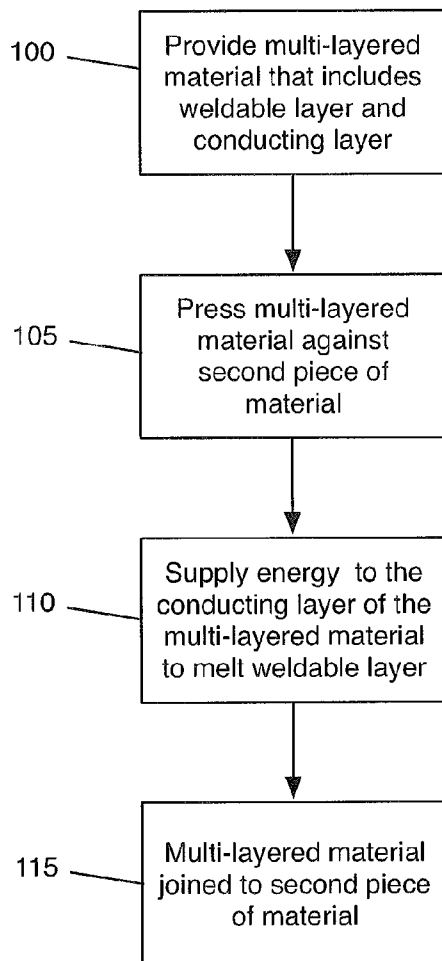 100
Provide multi-layered
material that includes
weldable layer and
conducting layer
105
Press multi-layered
material against
second piece of
material
110
Supply energy to the
conducting layer of the
multi-layered material
to melt weldable layer
115
Multi-layered material
joined to second piece
of material